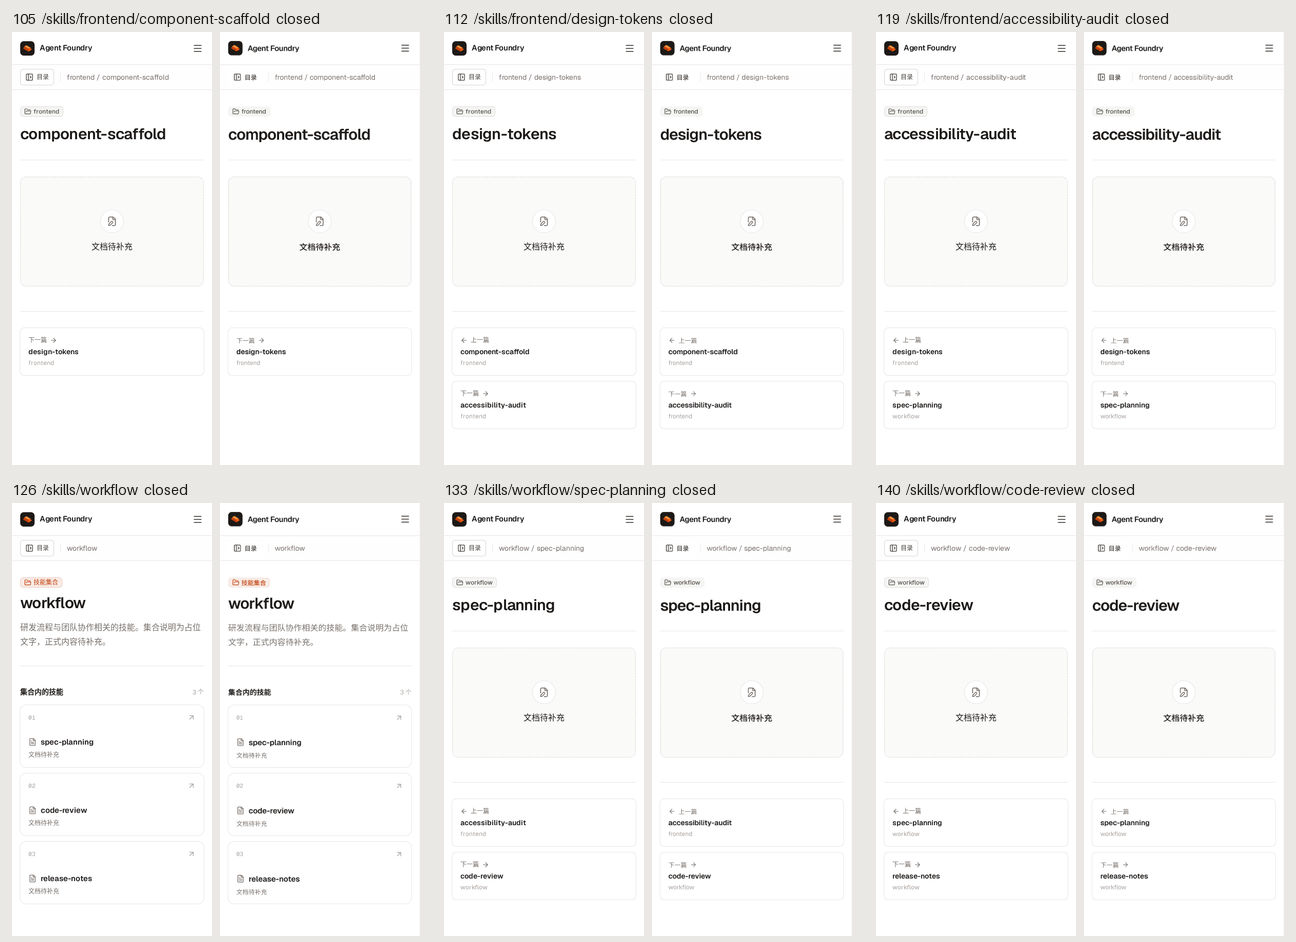 105 /skills/frontend/component-scaffold closed
Agent Foundry
目录 frontend / component-scaffold
frontend
component-scaffold
文档待补充
下一篇 →
design-tokens
frontend
Agent Foundry
目录 frontend / component-scaffold
frontend
component-scaffold
文档待补充
下一篇 →
design-tokens
frontend
112 /skills/frontend/design-tokens closed
Agent Foundry
目录 frontend / design-tokens
frontend
design-tokens
文档待补充
← 上一篇
component-scaffold
frontend
下一篇 →
accessibility-audit
frontend
Agent Foundry
目录 frontend / design-tokens
frontend
design-tokens
文档待补充
← 上一篇
component-scaffold
frontend
下一篇 →
accessibility-audit
frontend
119 /skills/frontend/accessibility-audit closed
Agent Foundry
目录 frontend / accessibility-audit
frontend
accessibility-audit
文档待补充
← 上一篇
design-tokens
frontend
下一篇 →
spec-planning
workflow
Agent Foundry
目录 frontend / accessibility-audit
frontend
accessibility-audit
文档待补充
← 上一篇
design-tokens
frontend
下一篇 →
spec-planning
workflow
126 /skills/workflow closed
Agent Foundry
目录 workflow
技能集合
workflow
研发流程与团队协作相关的技能。集合说明为占位
文字，正式内容待补充。
集合内的技能 3 个
01
spec-planning
文档待补充
02
code-review
文档待补充
03
release-notes
文档待补充
Agent Foundry
目录 workflow
技能集合
workflow
研发流程与团队协作相关的技能。集合说明为占位
文字，正式内容待补充。
集合内的技能 3 个
01
spec-planning
文档待补充
02
code-review
文档待补充
03
release-notes
文档待补充
133 /skills/workflow/spec-planning closed
Agent Foundry
目录 workflow / spec-planning
workflow
spec-planning
文档待补充
← 上一篇
accessibility-audit
frontend
下一篇 →
code-review
workflow
Agent Foundry
目录 workflow / spec-planning
workflow
spec-planning
文档待补充
← 上一篇
accessibility-audit
frontend
下一篇 →
code-review
workflow
140 /skills/workflow/code-review closed
Agent Foundry
目录 workflow / code-review
workflow
code-review
文档待补充
← 上一篇
spec-planning
workflow
下一篇 →
release-notes
workflow
Agent Foundry
目录 workflow / code-review
workflow
code-review
文档待补充
← 上一篇
spec-planning
workflow
下一篇 →
release-notes
workflow